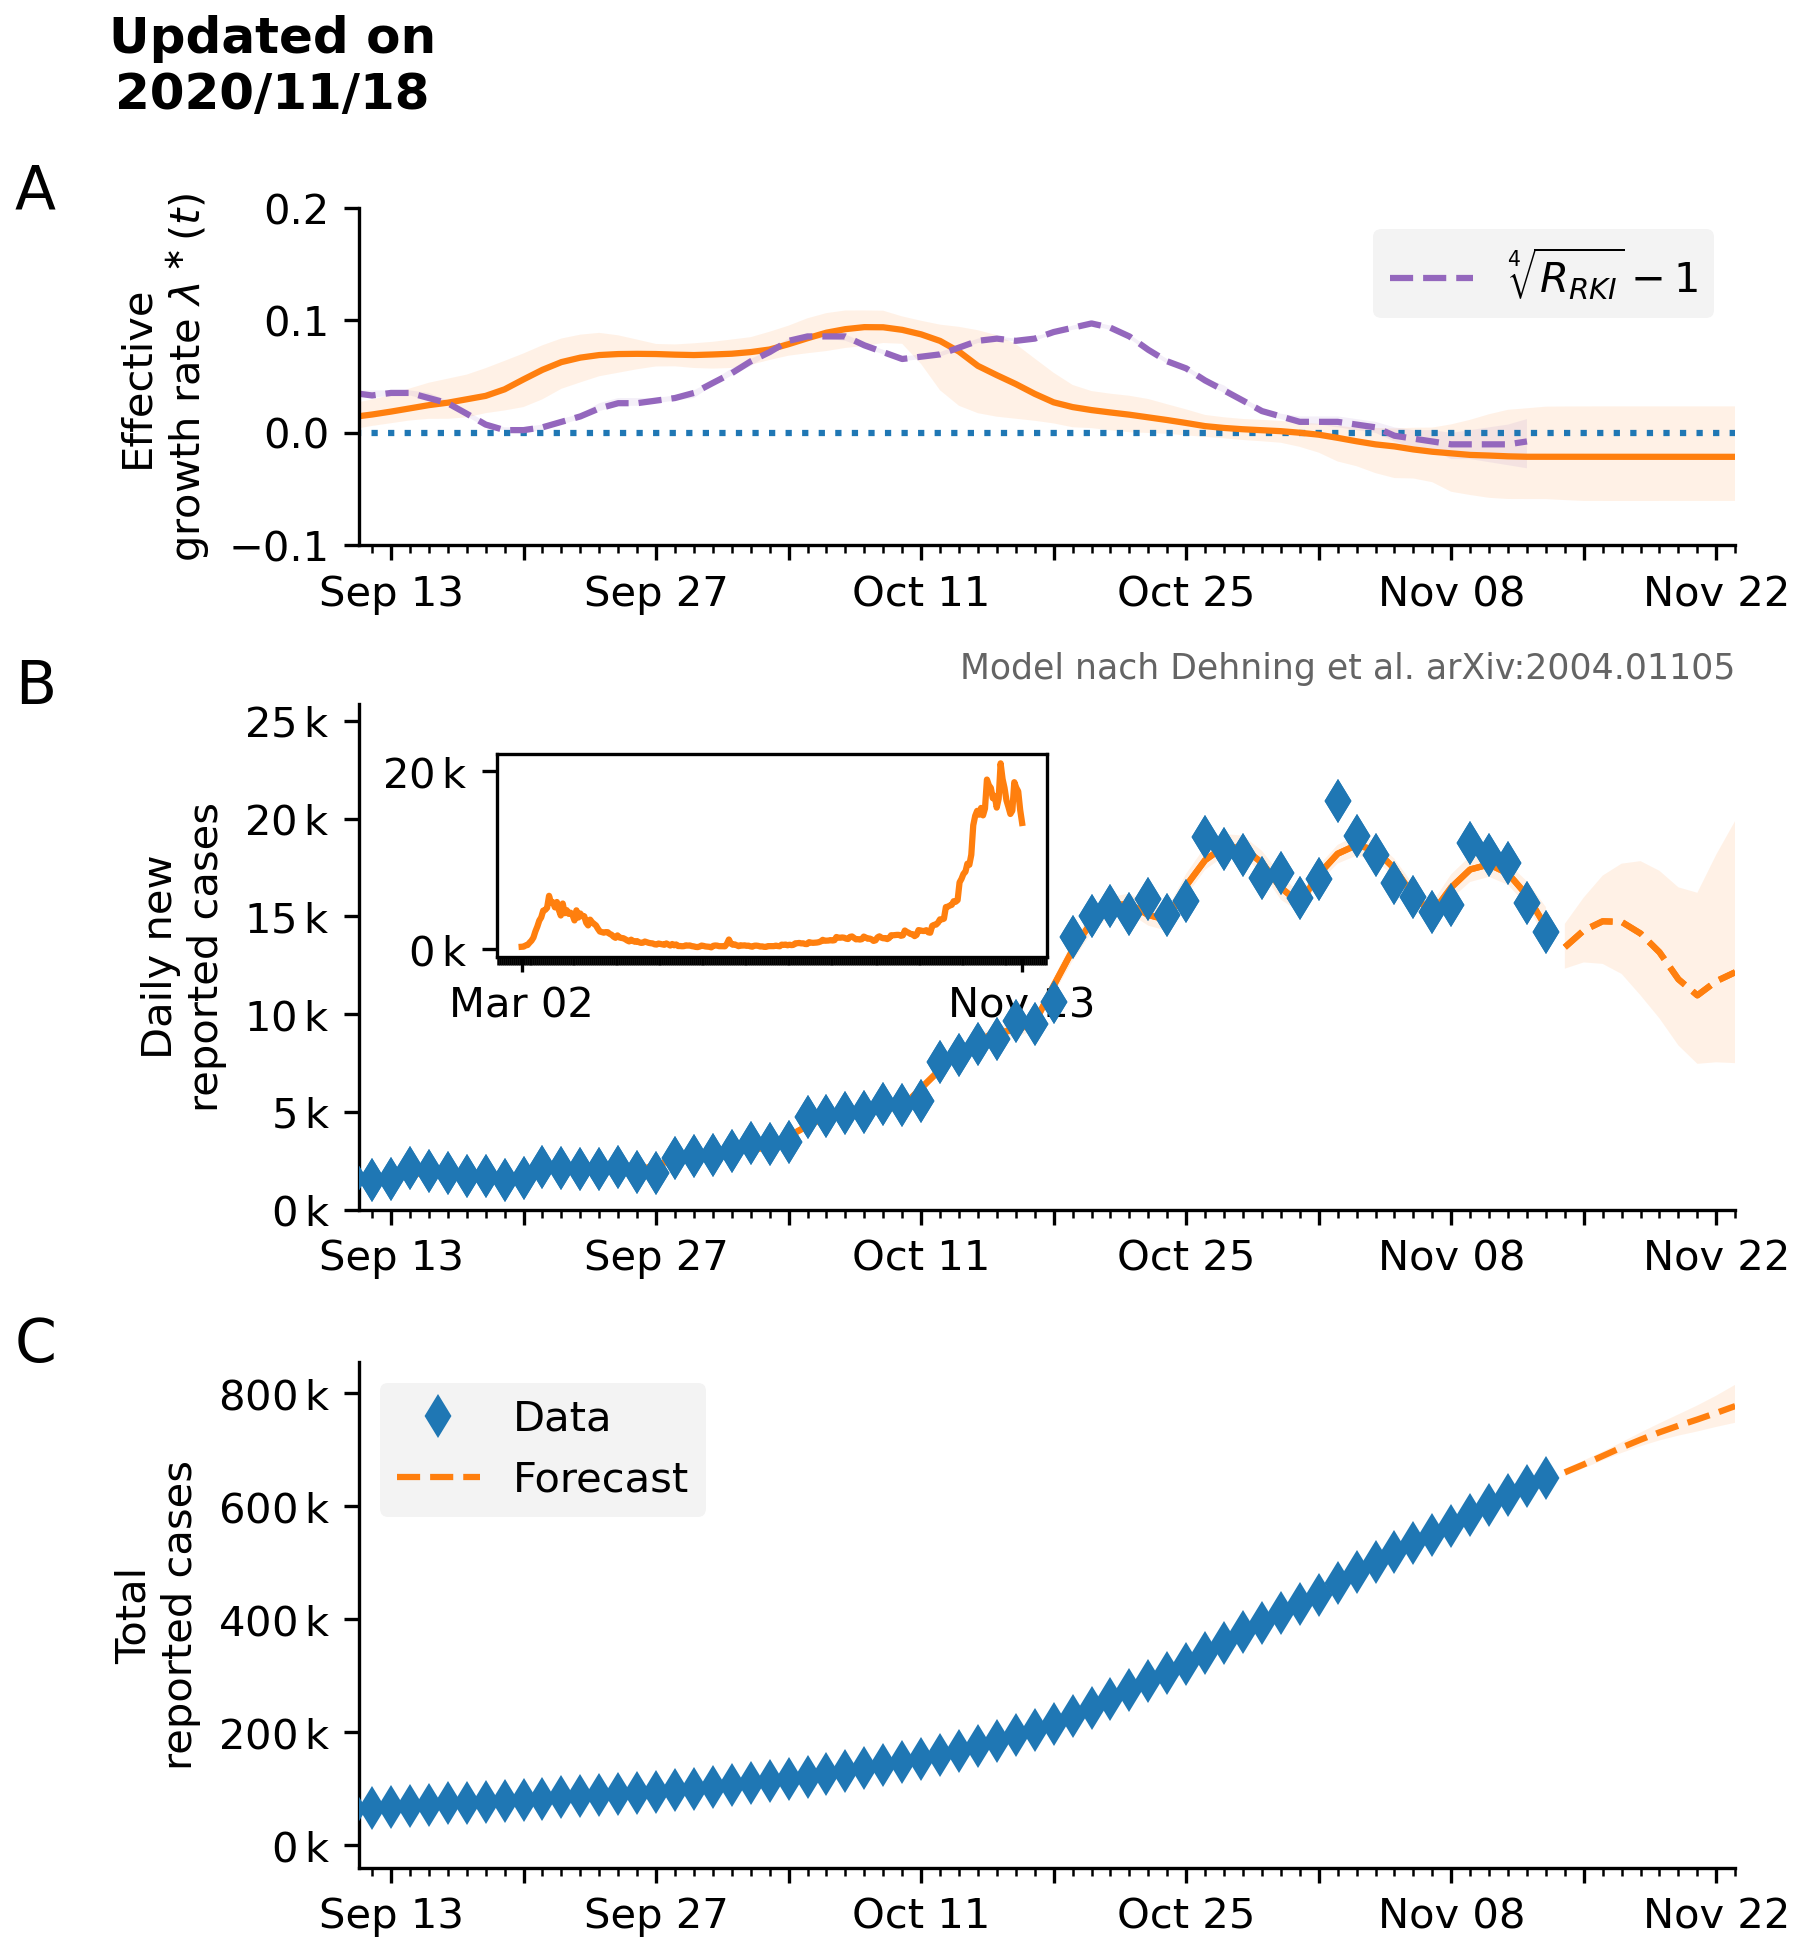 Updated on
2020/11/18
A
Effective
growth rate λ * (t)
0.2
0.1
0.0
−0.1
∜R_RKI − 1
Sep 13 Sep 27 Oct 11 Oct 25 Nov 08 Nov 22
Model nach Dehning et al. arXiv:2004.01105
B
Daily new
reported cases
25 k
20 k
15 k
10 k
5 k
0 k
20 k
0 k
Mar 02
Sep 13 Sep 27 Oct 11 Oct 25 Nov 08 Nov 22
C
Total
reported cases
800 k
600 k
400 k
200 k
0 k
Data
Forecast
Sep 13 Sep 27 Oct 11 Oct 25 Nov 08 Nov 22